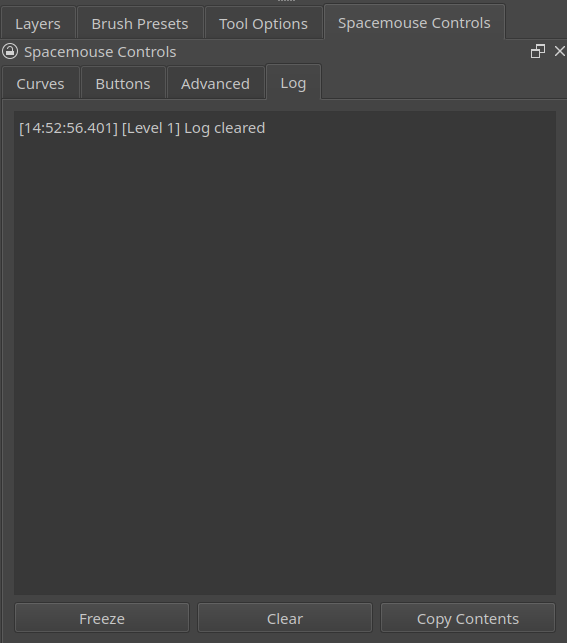 Layers Brush Presets Tool Options Spacemouse Controls
Spacemouse Controls
Curves Buttons Advanced Log
[14:52:56.401] [Level 1] Log cleared
Freeze Clear Copy Contents